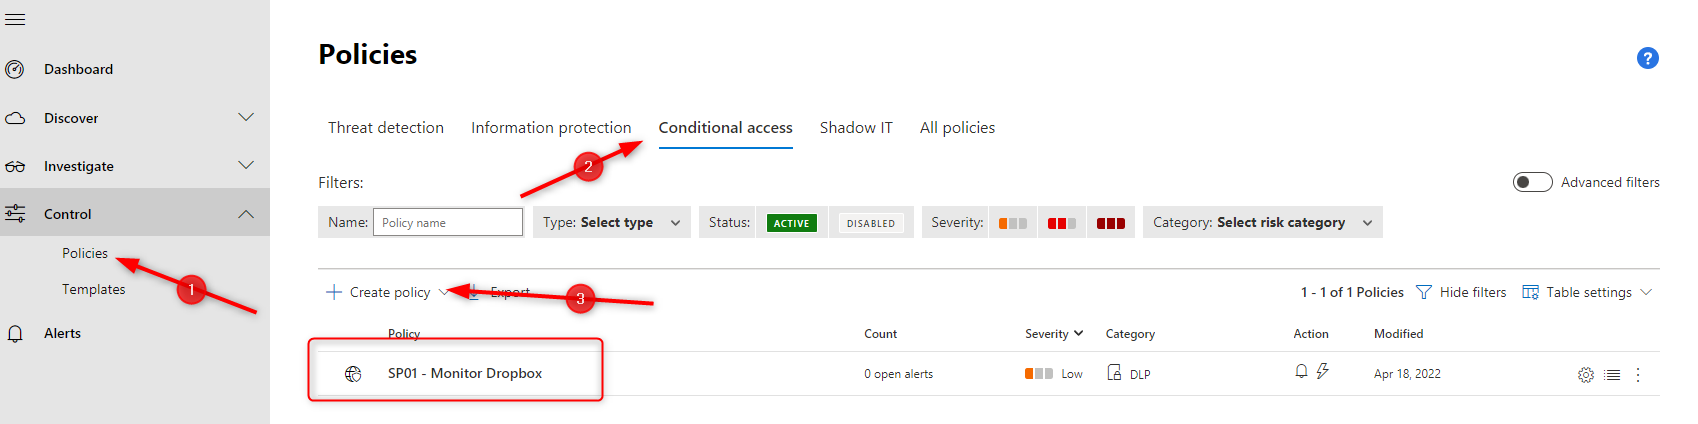 Dashboard
Discover
Investigate
Control
Policies
Templates
1
Alerts
Policies
?
Threat detection Information protection Conditional access Shadow IT All policies
2
Filters:
Advanced filters
Name: Policy name Type: Select type Status: ACTIVE DISABLED Severity: Category: Select risk category
Create policy Export 3 1 - 1 of 1 Policies Hide filters Table settings
Policy Count Severity Category Action Modified
SP01 - Monitor Dropbox 0 open alerts Low DLP Apr 18, 2022